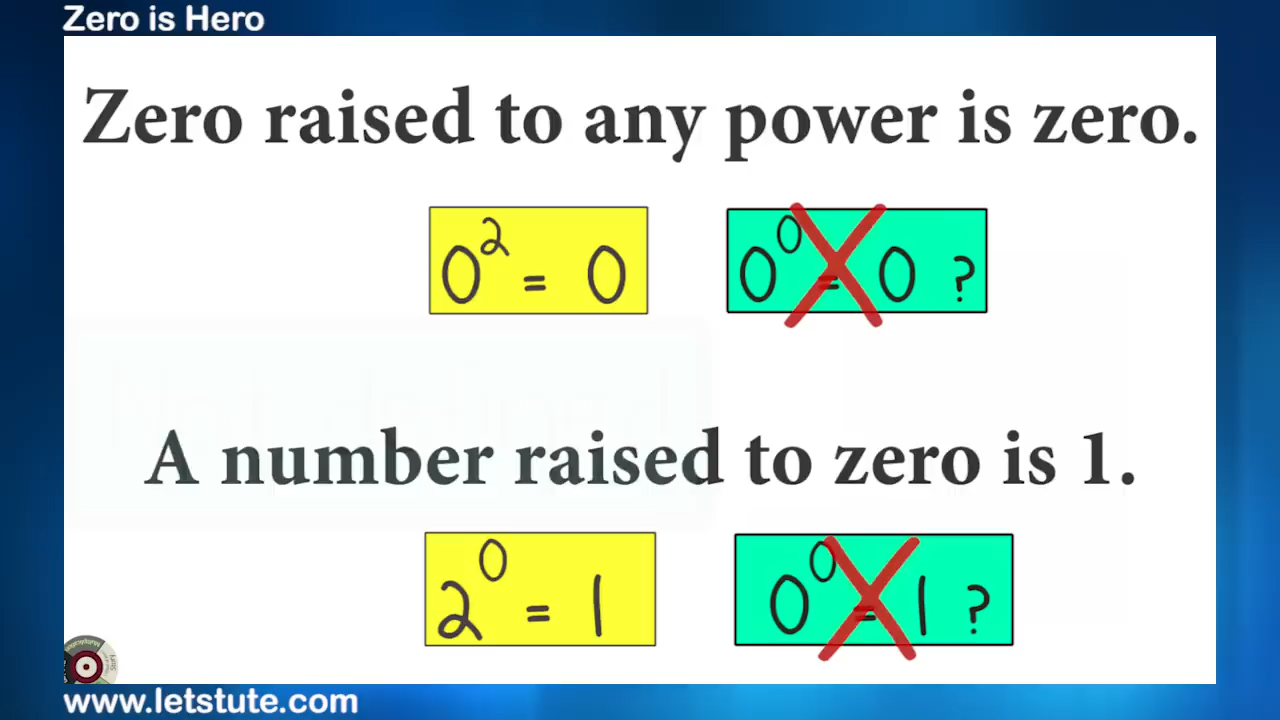 Zero is Hero
Zero raised to any power is zero.
0² = 0
0⁰ = 0 ?
A number raised to zero is 1.
2⁰ = 1
0⁰ = 1 ?
www.letstute.com